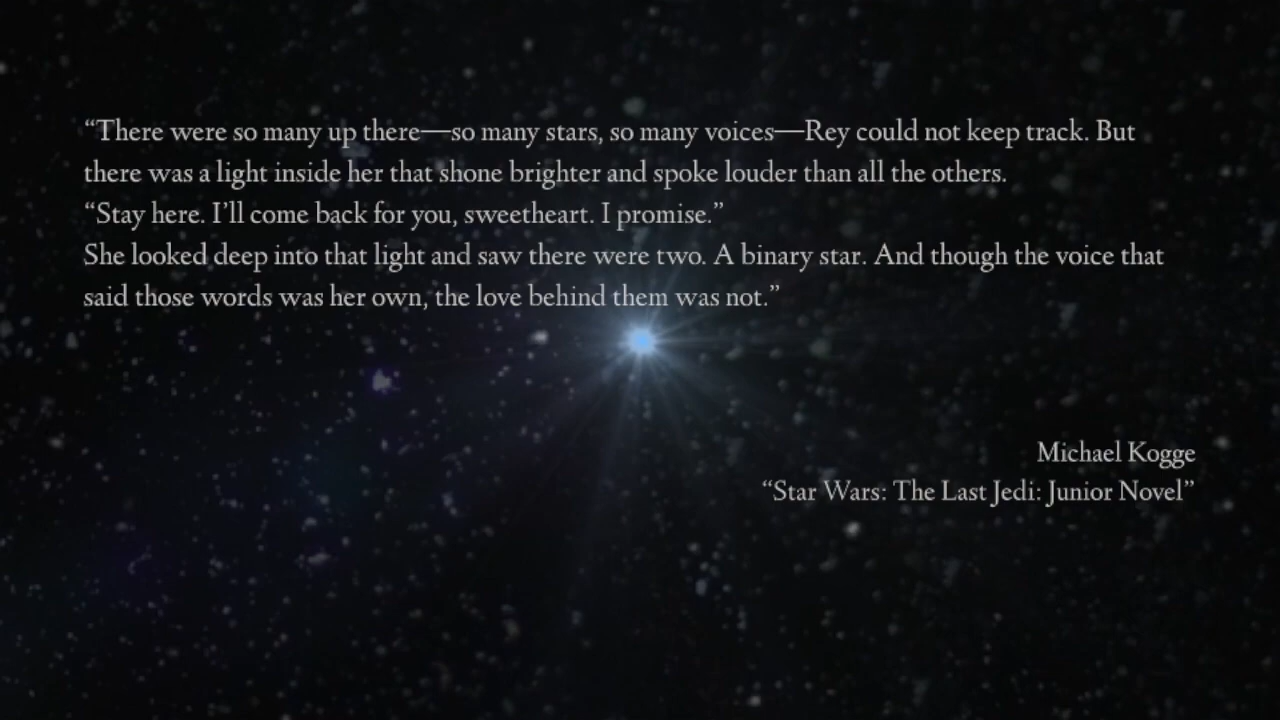 “There were so many up there—so many stars, so many voices—Rey could not keep track. But
there was a light inside her that shone brighter and spoke louder than all the others.
“Stay here. I’ll come back for you, sweetheart. I promise.”
She looked deep into that light and saw there were two. A binary star. And though the voice that
said those words was her own, the love behind them was not.”
Michael Kogge
“Star Wars: The Last Jedi: Junior Novel”